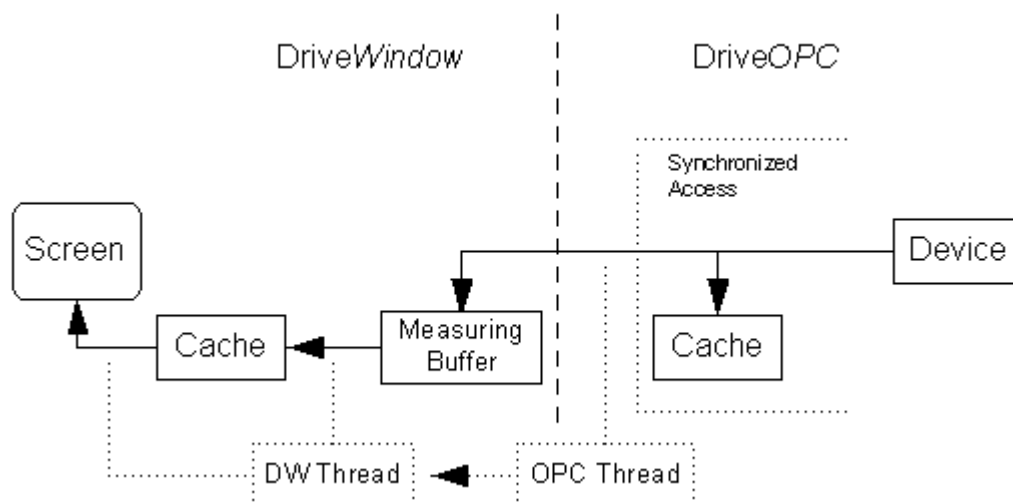 DriveWindow
DriveOPC
Synchronized
Access
Screen
Device
Cache
Measuring
Buffer
Cache
DW Thread
OPC Thread